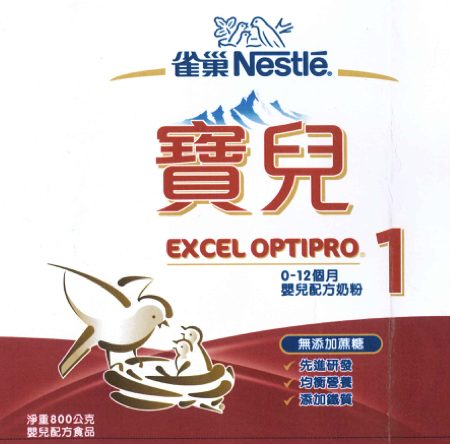 雀巢 Nestlé®
寶兒
EXCEL OPTIPRO® 1
0-12個月
嬰兒配方奶粉
無添加蔗糖
✓ 先進研發
✓ 均衡營養
✓ 添加鐵質
淨重800公克
嬰兒配方食品